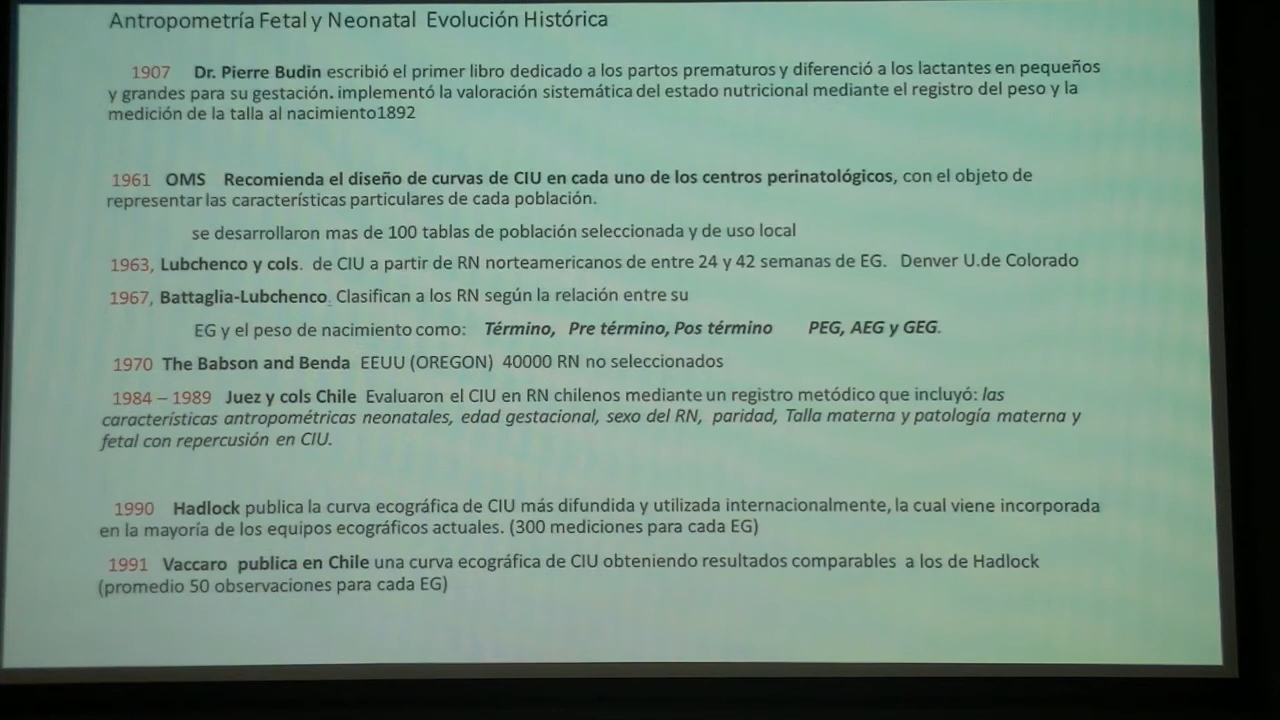 Antropometría Fetal y Neonatal Evolución Histórica
1907 Dr. Pierre Budin escribió el primer libro dedicado a los partos prematuros y diferenció a los lactantes en pequeños
y grandes para su gestación. implementó la valoración sistemática del estado nutricional mediante el registro del peso y la
medición de la talla al nacimiento1892
1961 OMS Recomienda el diseño de curvas de CIU en cada uno de los centros perinatológicos, con el objeto de
representar las características particulares de cada población.
se desarrollaron mas de 100 tablas de población seleccionada y de uso local
1963, Lubchenco y cols. de CIU a partir de RN norteamericanos de entre 24 y 42 semanas de EG. Denver U.de Colorado
1967, Battaglia-Lubchenco. Clasifican a los RN según la relación entre su
EG y el peso de nacimiento como: Término, Pre término, Pos término PEG, AEG y GEG.
1970 The Babson and Benda EEUU (OREGON) 40000 RN no seleccionados
1984 – 1989 Juez y cols Chile Evaluaron el CIU en RN chilenos mediante un registro metódico que incluyó: las
características antropométricas neonatales, edad gestacional, sexo del RN, paridad, Talla materna y patología materna y
fetal con repercusión en CIU.
1990 Hadlock publica la curva ecográfica de CIU más difundida y utilizada internacionalmente, la cual viene incorporada
en la mayoría de los equipos ecográficos actuales. (300 mediciones para cada EG)
1991 Vaccaro publica en Chile una curva ecográfica de CIU obteniendo resultados comparables a los de Hadlock
(promedio 50 observaciones para cada EG)